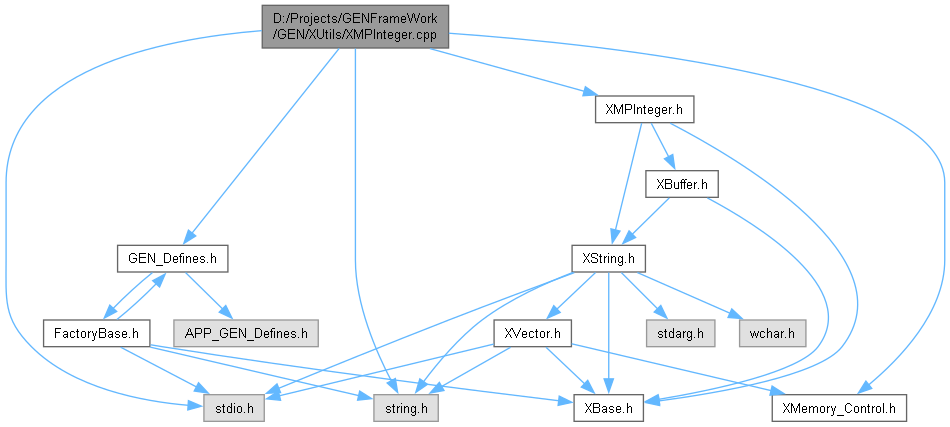 D:/Projects/GENFrameWork
/GEN/XUtils/XMPInteger.cpp
XMPInteger.h
XBuffer.h
GEN_Defines.h
XString.h
FactoryBase.h
APP_GEN_Defines.h
XVector.h
stdarg.h
wchar.h
stdio.h
string.h
XBase.h
XMemory_Control.h